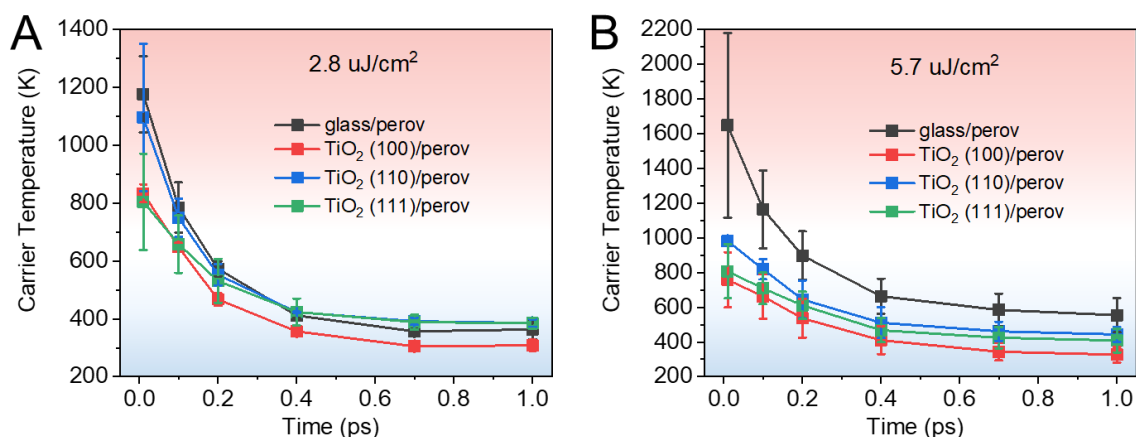 A
2.8 uJ/cm²
glass/perov
TiO₂ (100)/perov
TiO₂ (110)/perov
TiO₂ (111)/perov
Carrier Temperature (K)
1400
1200
1000
800
600
400
200
0.0 0.2 0.4 0.6 0.8 1.0
Time (ps)
B
5.7 uJ/cm²
glass/perov
TiO₂ (100)/perov
TiO₂ (110)/perov
TiO₂ (111)/perov
Carrier Temperature (K)
2200
2000
1800
1600
1400
1200
1000
800
600
400
200
0.0 0.2 0.4 0.6 0.8 1.0
Time (ps)